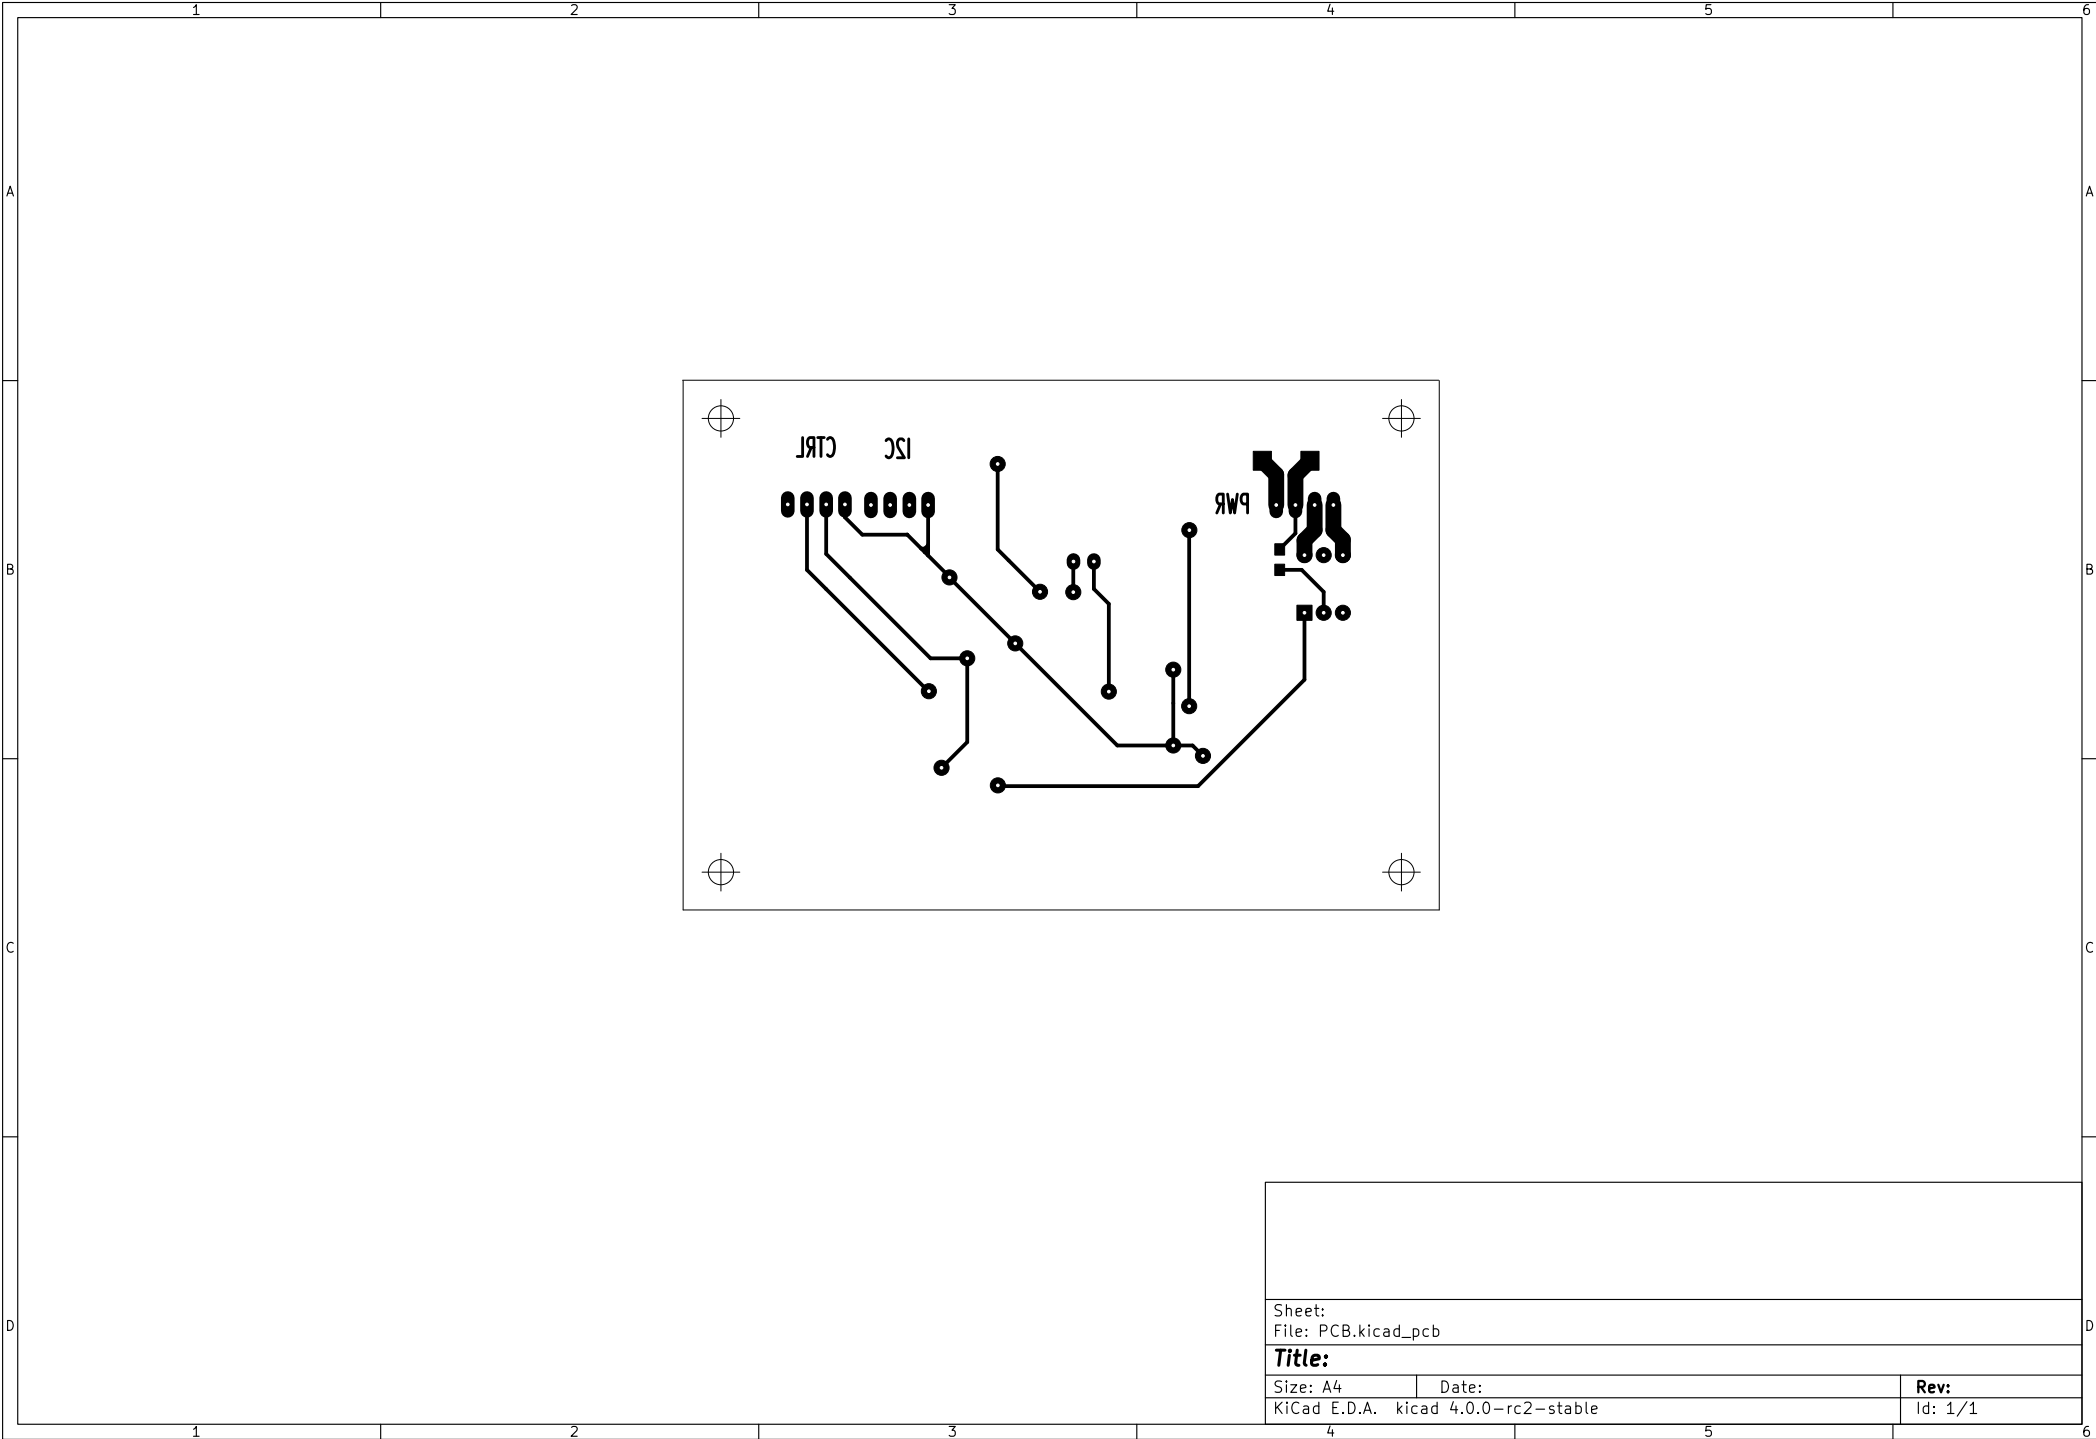 1 2 3 4 5 6
A A
CTRL I2C
PWR
B B
C C
D D
Sheet:
File: PCB.kicad_pcb
Title:
Size: A4 Date: Rev:
KiCad E.D.A. kicad 4.0.0-rc2-stable Id: 1/1
1 2 3 4 5 6